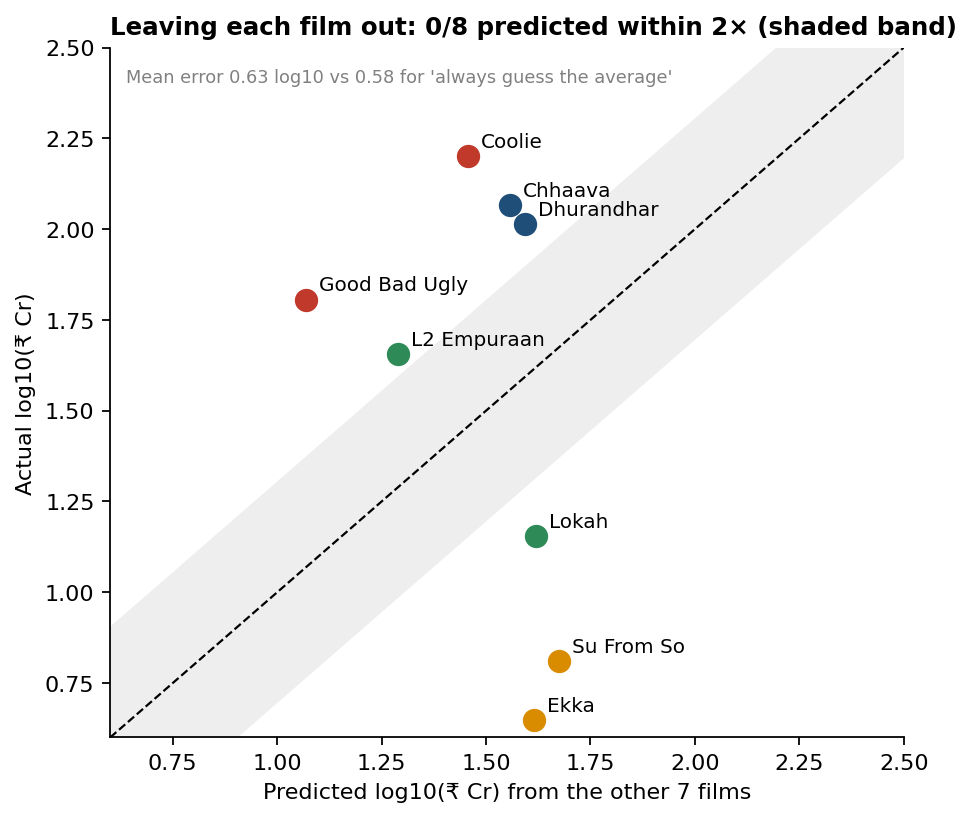 Leaving each film out: 0/8 predicted within 2× (shaded band)
Mean error 0.63 log10 vs 0.58 for 'always guess the average'
2.50
2.25
2.00
1.75
1.50
1.25
1.00
0.75
Actual log10(₹ Cr)
Coolie
Chhaava
Dhurandhar
Good Bad Ugly
L2 Empuraan
Lokah
Su From So
Ekka
0.75 1.00 1.25 1.50 1.75 2.00 2.25 2.50
Predicted log10(₹ Cr) from the other 7 films